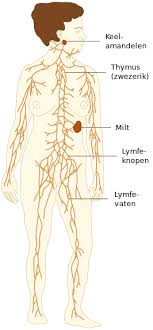 Keel-
amandelen
Thymus
(zwezerik)
Milt
Lymfe-
knopen
Lymfe-
vaten